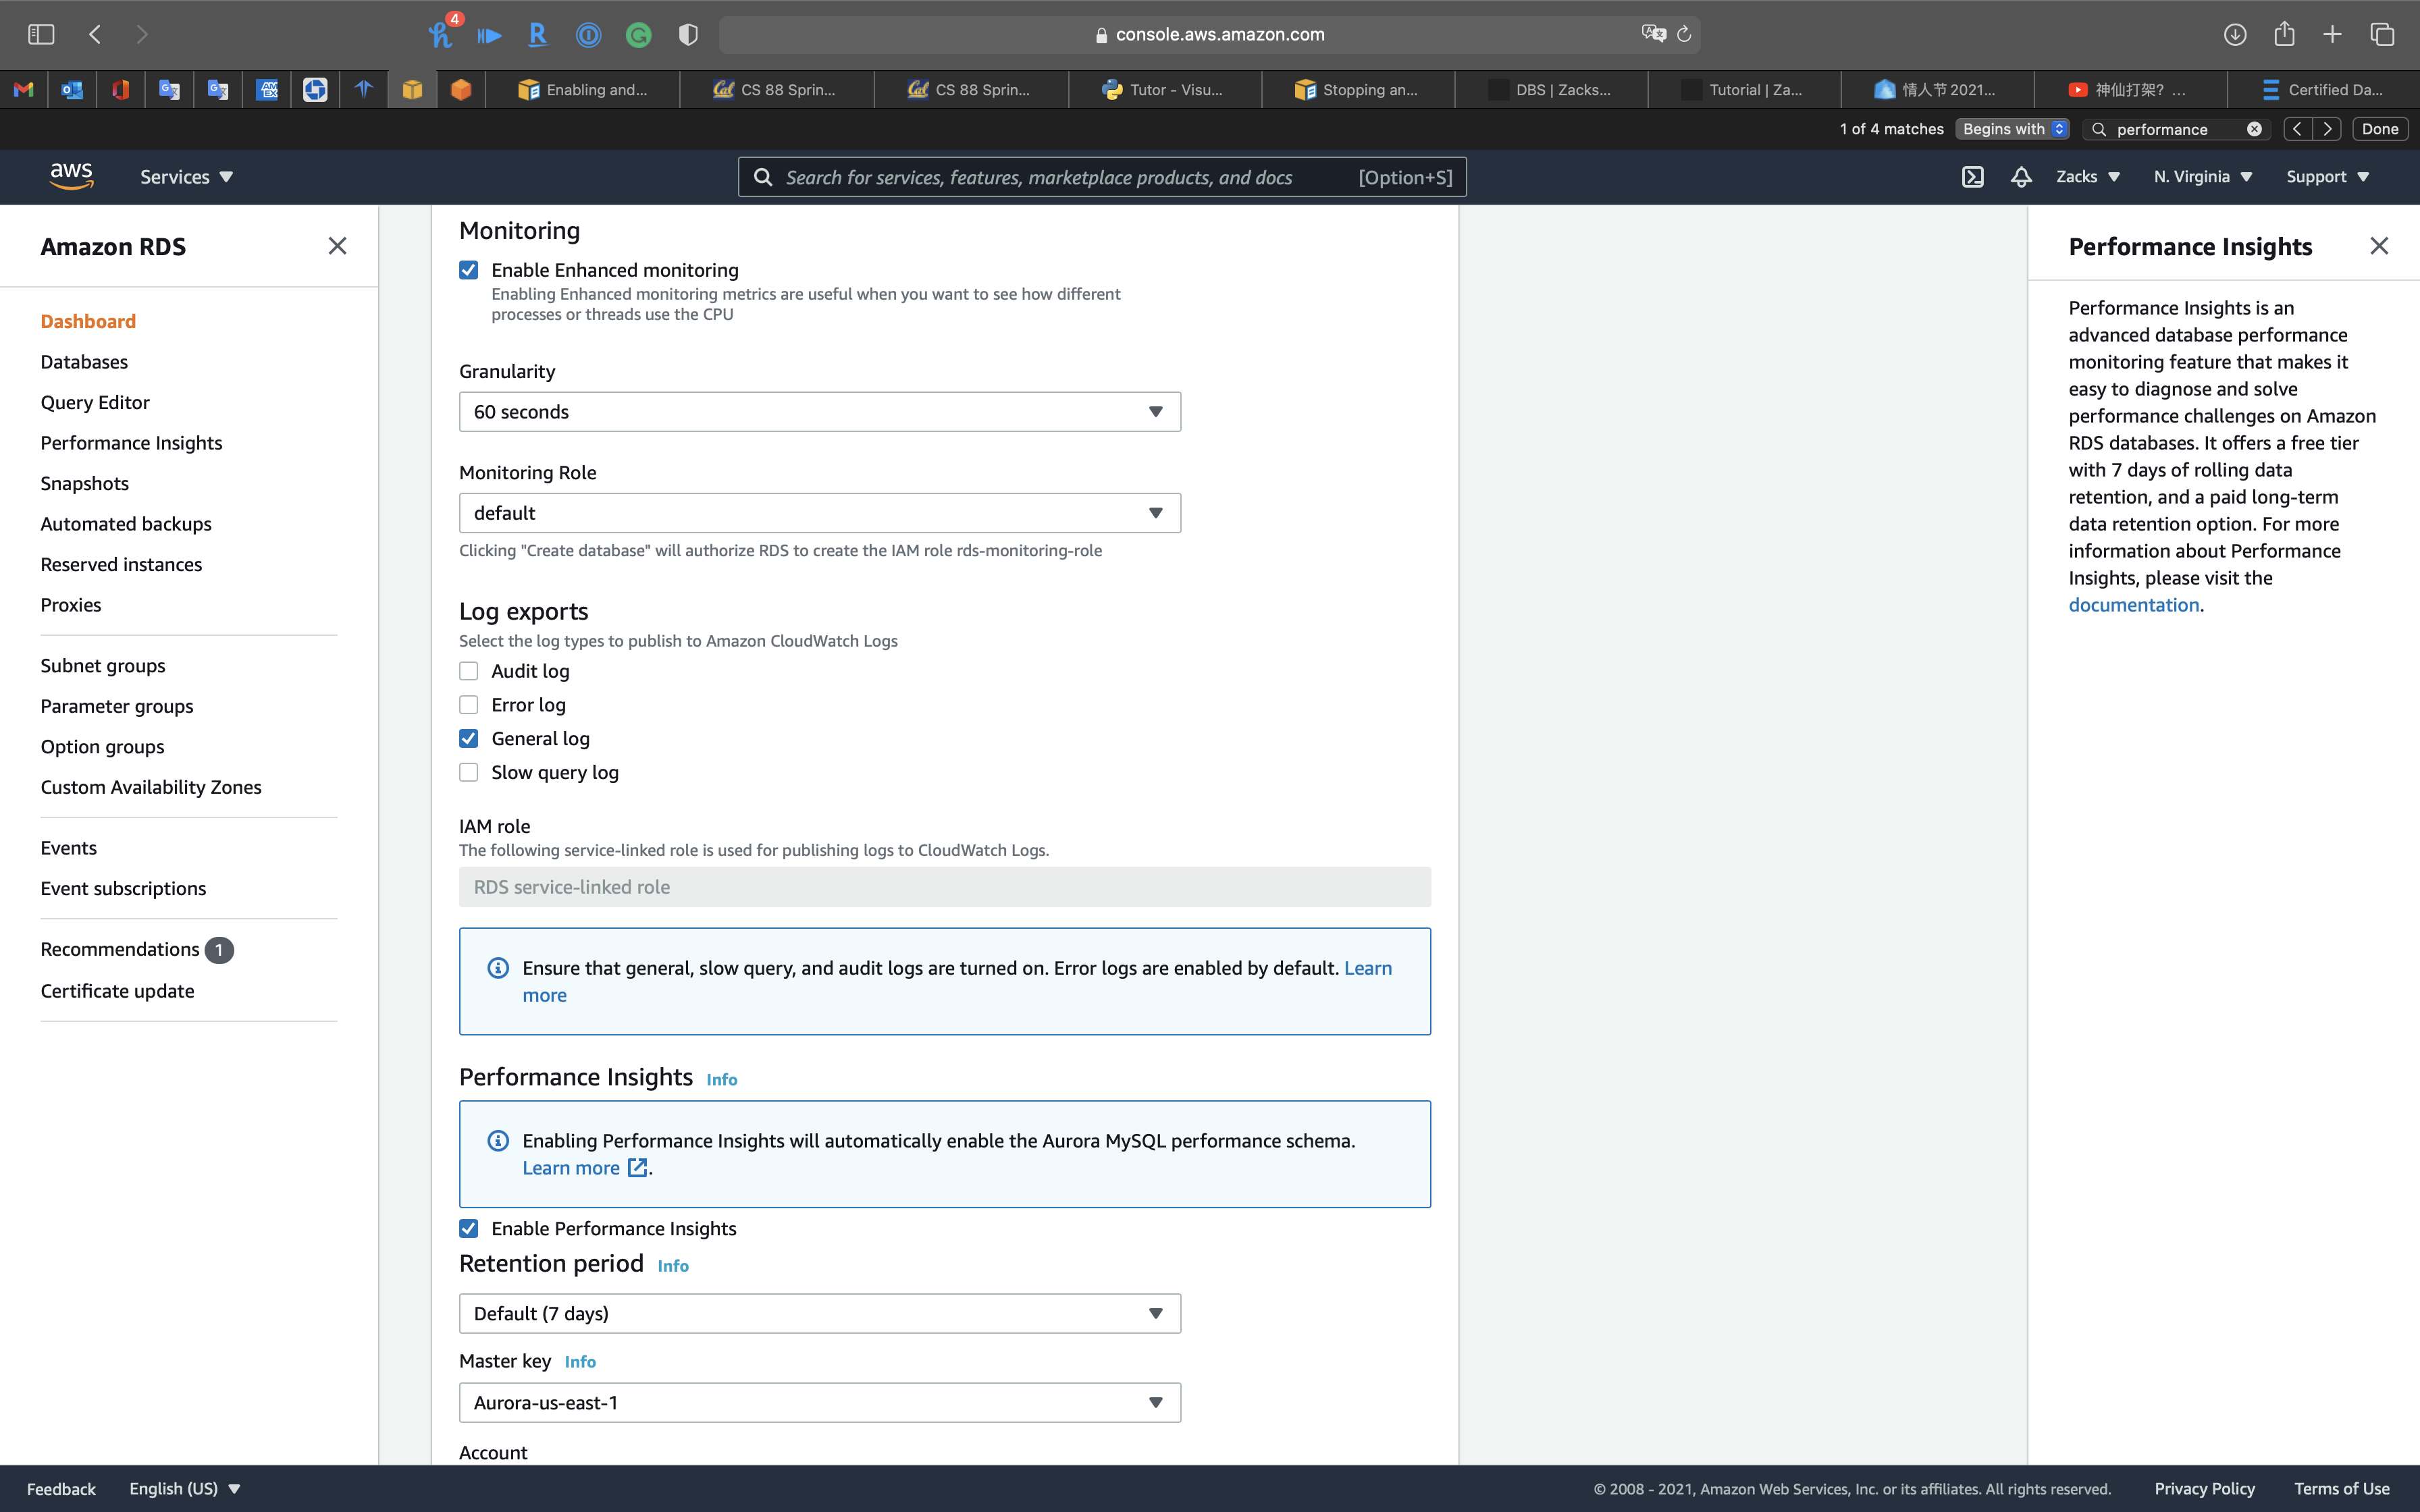 4
R
G
console.aws.amazon.com
Enabling and...
CS 88 Sprin...
CS 88 Sprin...
Tutor - Visu...
Stopping an...
DBS | Zacks...
Tutorial | Za...
情人节 2021...
神仙打架? ...
Certified Da...
1 of 4 matches
Begins with
performance
Done
aws
Services
Search for services, features, marketplace products, and docs
[Option+S]
Zacks
N. Virginia
Support
Amazon RDS
Dashboard
Databases
Query Editor
Performance Insights
Snapshots
Automated backups
Reserved instances
Proxies
Subnet groups
Parameter groups
Option groups
Custom Availability Zones
Events
Event subscriptions
Recommendations 1
Certificate update
Monitoring
Enable Enhanced monitoring
Enabling Enhanced monitoring metrics are useful when you want to see how different
processes or threads use the CPU
Granularity
60 seconds
Monitoring Role
default
Clicking "Create database" will authorize RDS to create the IAM role rds-monitoring-role
Log exports
Select the log types to publish to Amazon CloudWatch Logs
Audit log
Error log
General log
Slow query log
IAM role
The following service-linked role is used for publishing logs to CloudWatch Logs.
RDS service-linked role
Ensure that general, slow query, and audit logs are turned on. Error logs are enabled by default. Learn
more
Performance Insights Info
Enabling Performance Insights will automatically enable the Aurora MySQL performance schema.
Learn more .
Enable Performance Insights
Retention period Info
Default (7 days)
Master key Info
Aurora-us-east-1
Account
Performance Insights
Performance Insights is an
advanced database performance
monitoring feature that makes it
easy to diagnose and solve
performance challenges on Amazon
RDS databases. It offers a free tier
with 7 days of rolling data
retention, and a paid long-term
data retention option. For more
information about Performance
Insights, please visit the
documentation.
Feedback
English (US)
© 2008 - 2021, Amazon Web Services, Inc. or its affiliates. All rights reserved.
Privacy Policy
Terms of Use